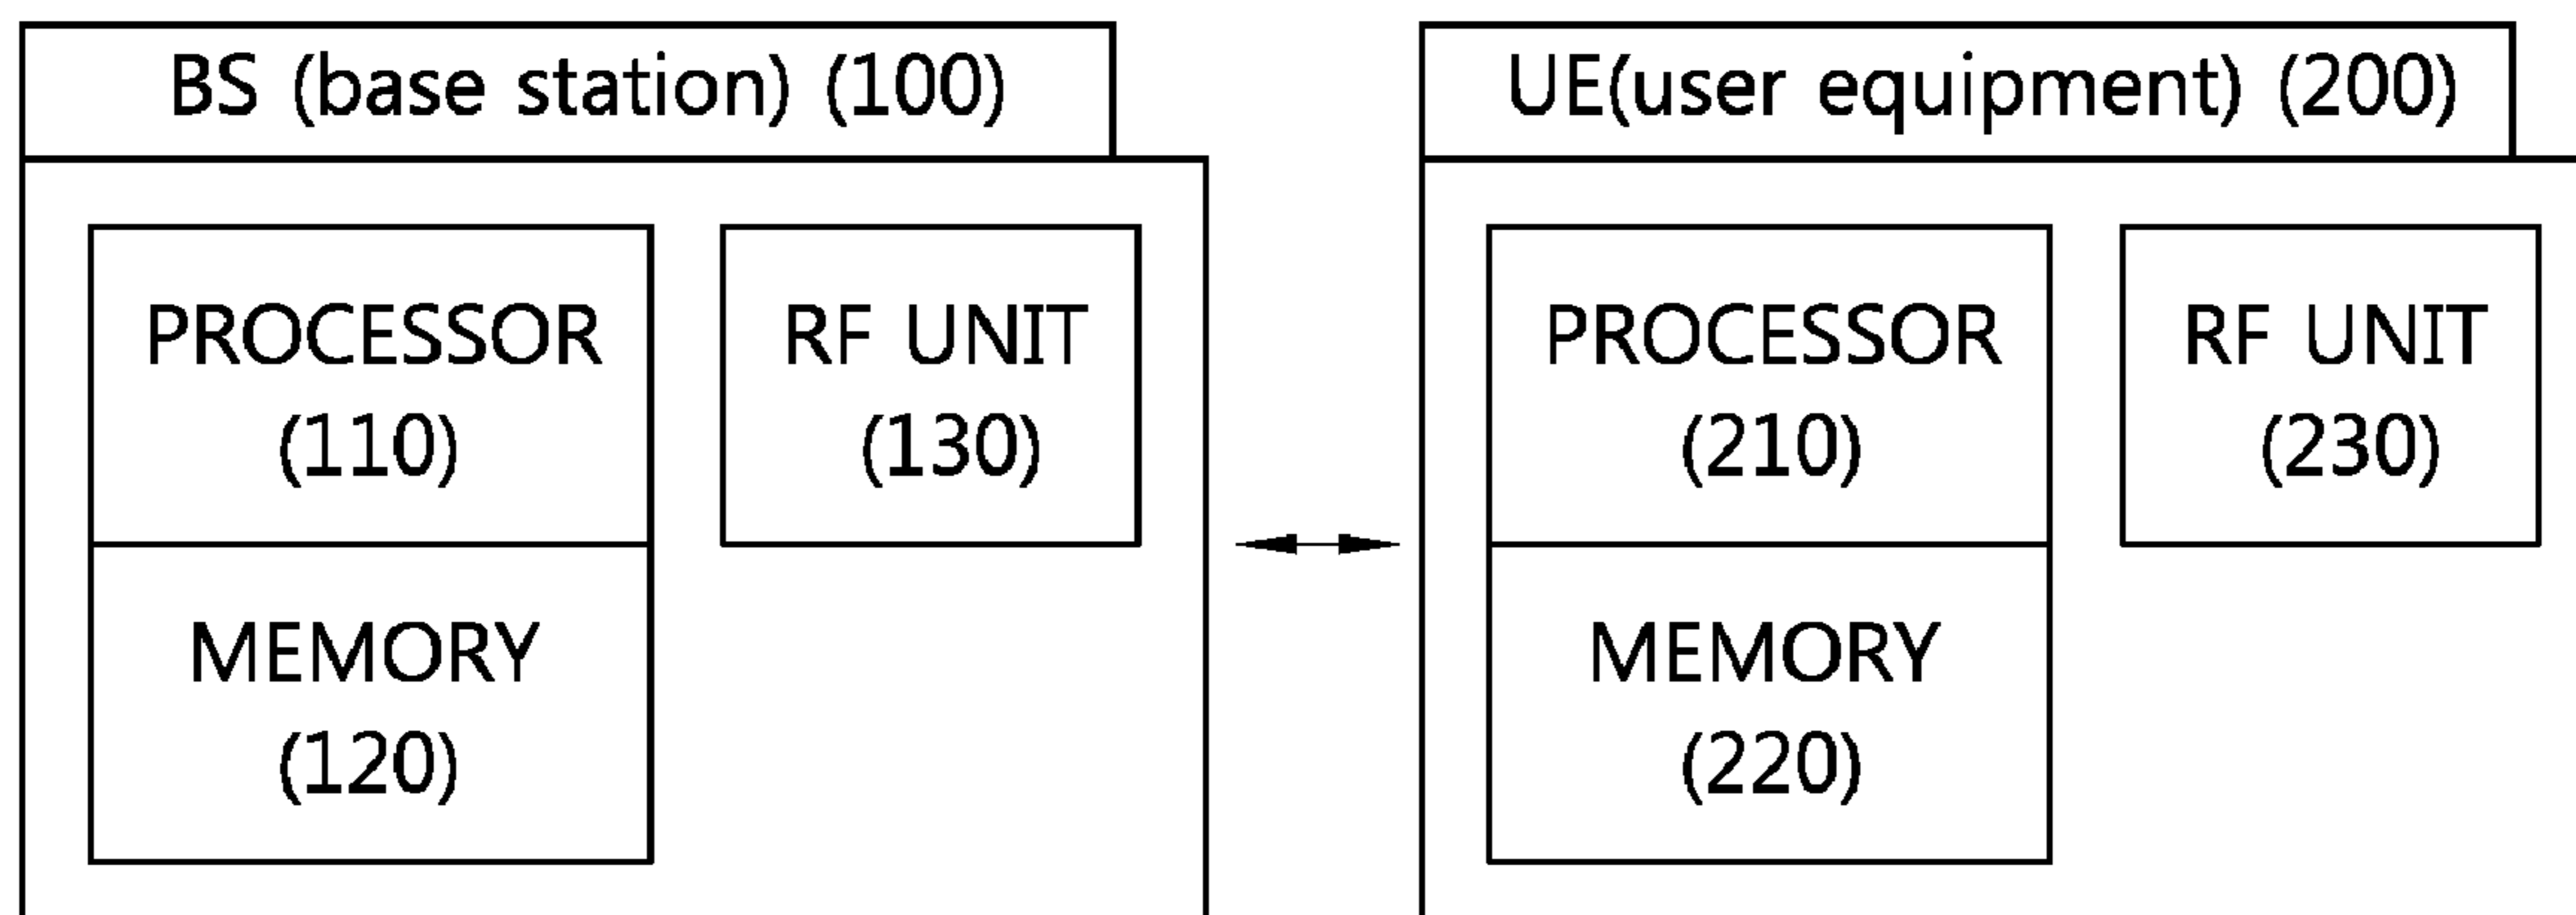 BS (base station) (100)
PROCESSOR
(110)
RF UNIT
(130)
MEMORY
(120)
UE(user equipment) (200)
PROCESSOR
(210)
RF UNIT
(230)
MEMORY
(220)